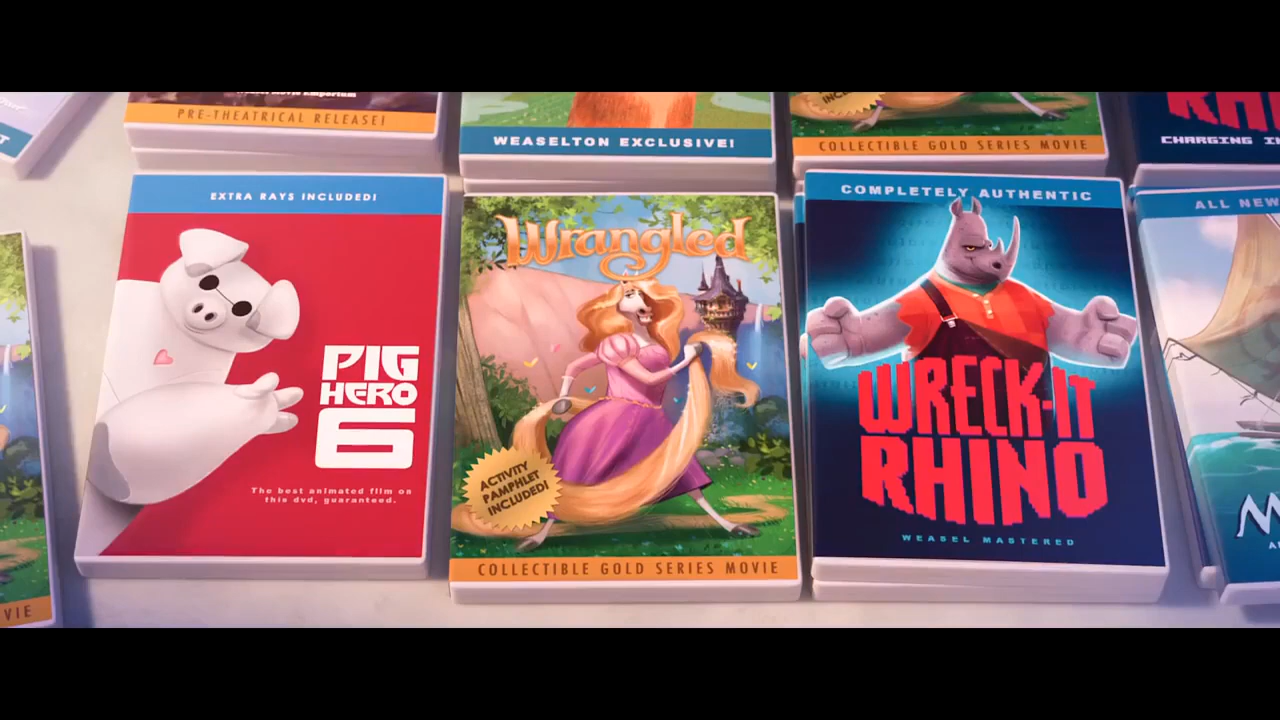 PRE-THEATRICAL RELEASE!
WEASELTON EXCLUSIVE!
COLLECTIBLE GOLD SERIES MOVIE
CHARGING
EXTRA RAYS INCLUDED!
PIG
HERO
6
The best animated film on
this dvd, guaranteed.
Wrangled
ACTIVITY
PAMPHLET
INCLUDED!
COLLECTIBLE GOLD SERIES MOVIE
COMPLETELY AUTHENTIC
WRECK-IT
RHINO
WEASEL MASTERED
ALL NEW